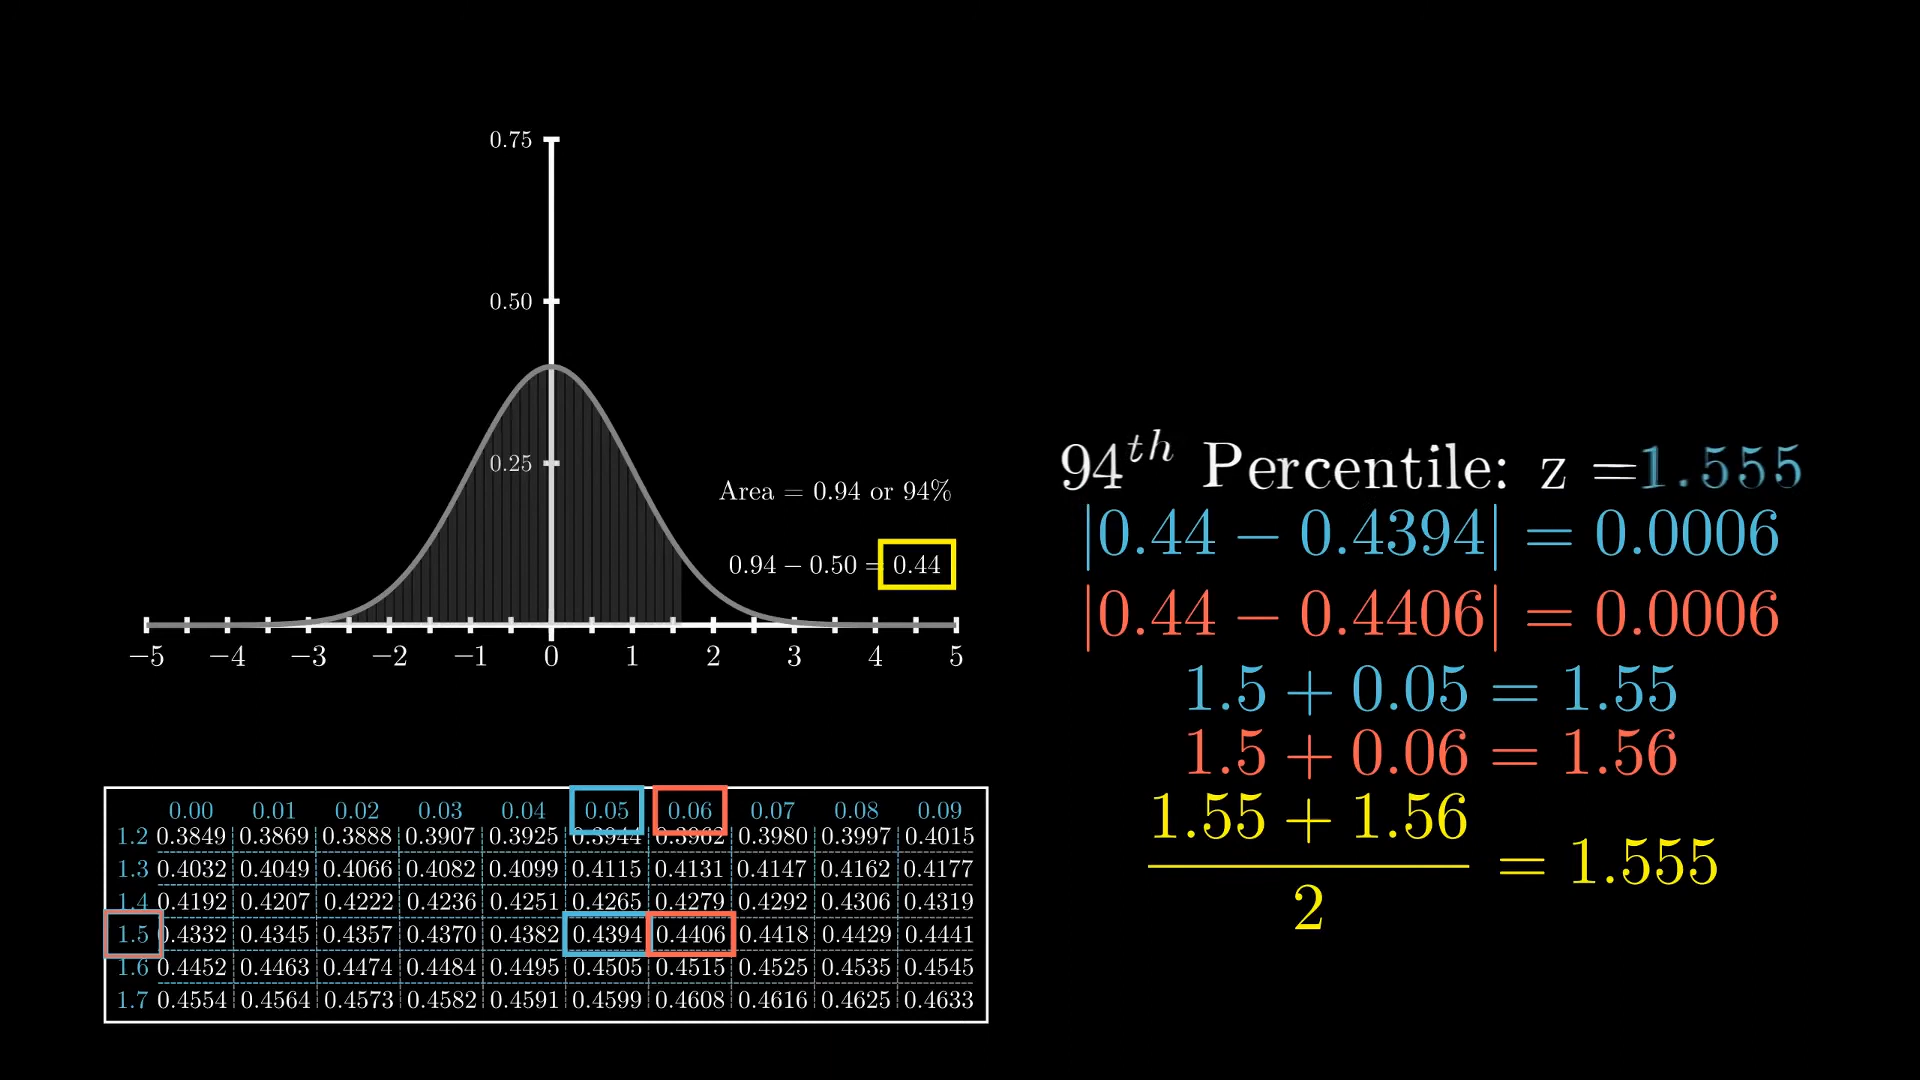 0.75
0.50
0.25
Area = 0.94 or 94%
0.94 − 0.50 = 0.44
−5 −4 −3 −2 −1 0 1 2 3 4 5
94th Percentile: z =1.555
|0.44 − 0.4394| = 0.0006
|0.44 − 0.4406| = 0.0006
1.5 + 0.05 = 1.55
1.5 + 0.06 = 1.56
1.55 + 1.56
= 1.555
2
0.00 0.01 0.02 0.03 0.04 0.05 0.06 0.07 0.08 0.09
1.2 0.3849 0.3869 0.3888 0.3907 0.3925 0.3944 0.3962 0.3980 0.3997 0.4015
1.3 0.4032 0.4049 0.4066 0.4082 0.4099 0.4115 0.4131 0.4147 0.4162 0.4177
1.4 0.4192 0.4207 0.4222 0.4236 0.4251 0.4265 0.4279 0.4292 0.4306 0.4319
1.5 0.4332 0.4345 0.4357 0.4370 0.4382 0.4394 0.4406 0.4418 0.4429 0.4441
1.6 0.4452 0.4463 0.4474 0.4484 0.4495 0.4505 0.4515 0.4525 0.4535 0.4545
1.7 0.4554 0.4564 0.4573 0.4582 0.4591 0.4599 0.4608 0.4616 0.4625 0.4633